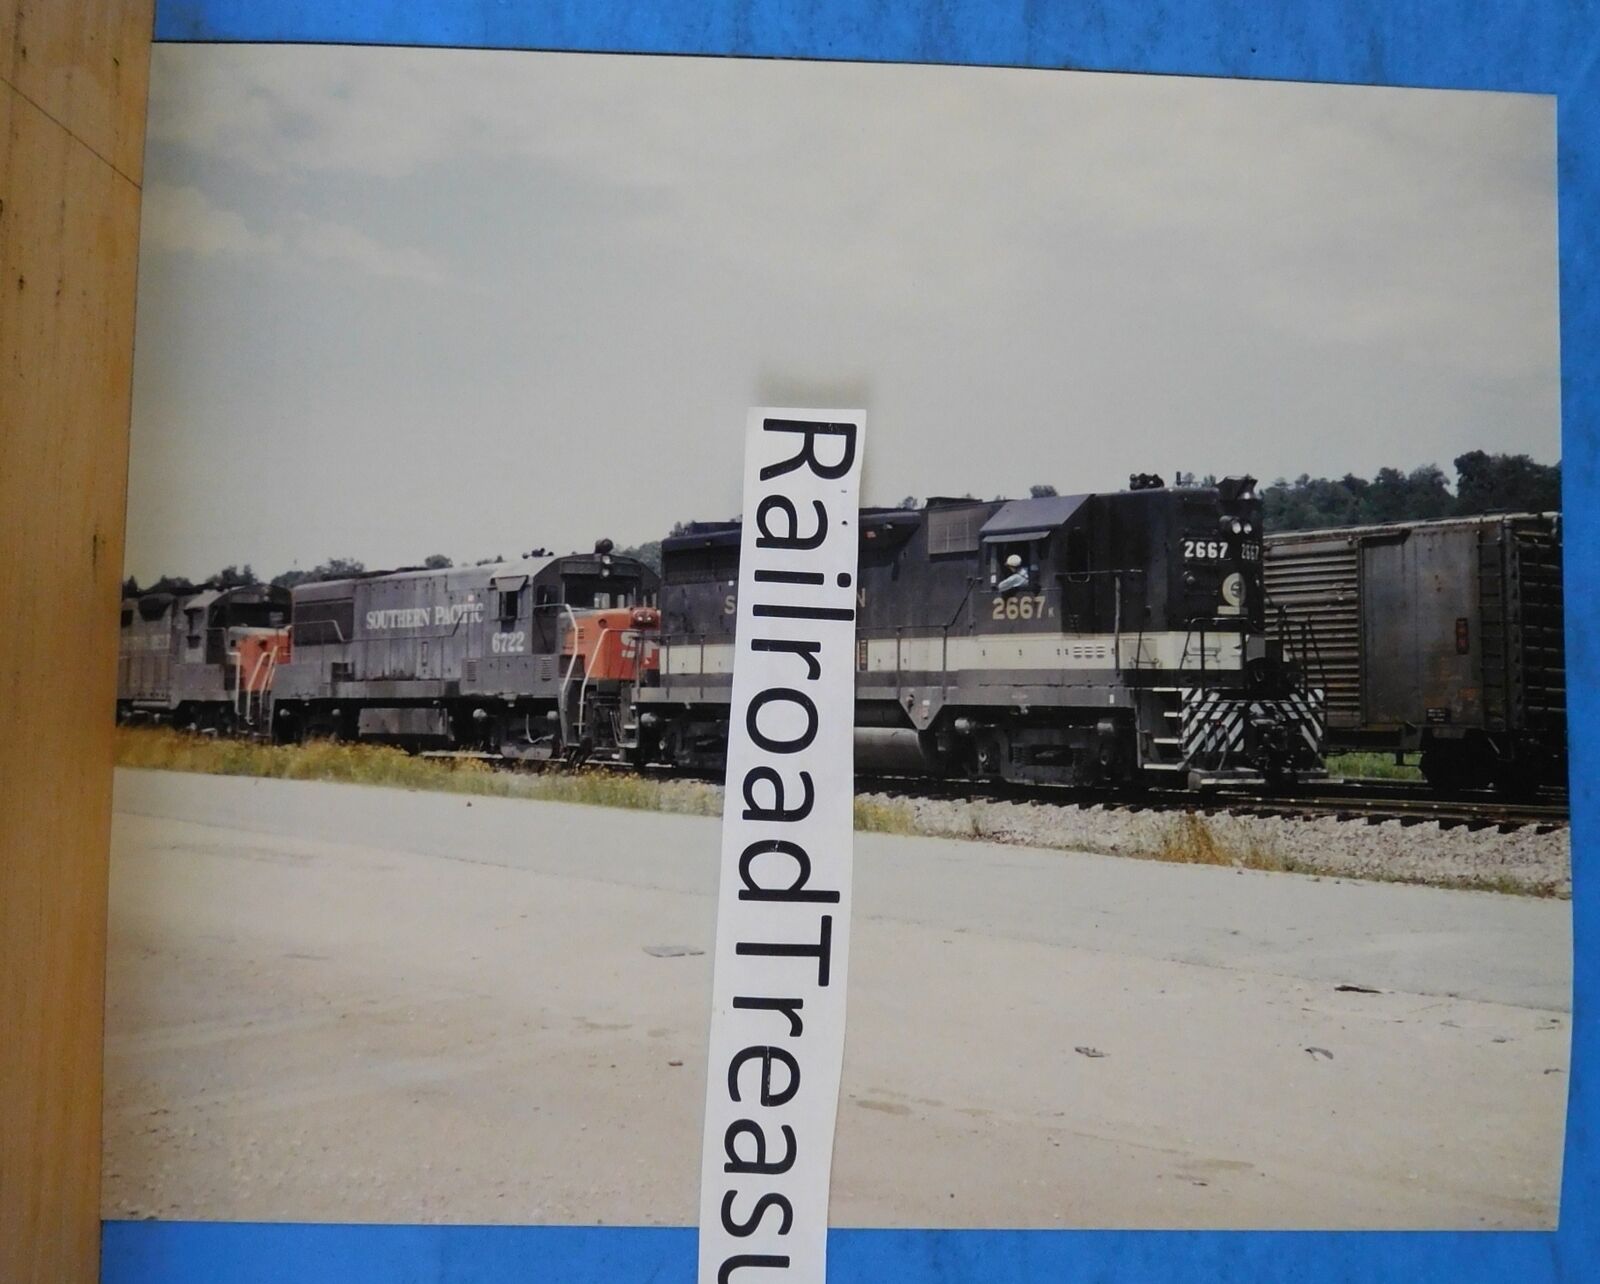 SOUTHERN PACIFIC
6722
2667
2667
2667 K
RailroadTreasu